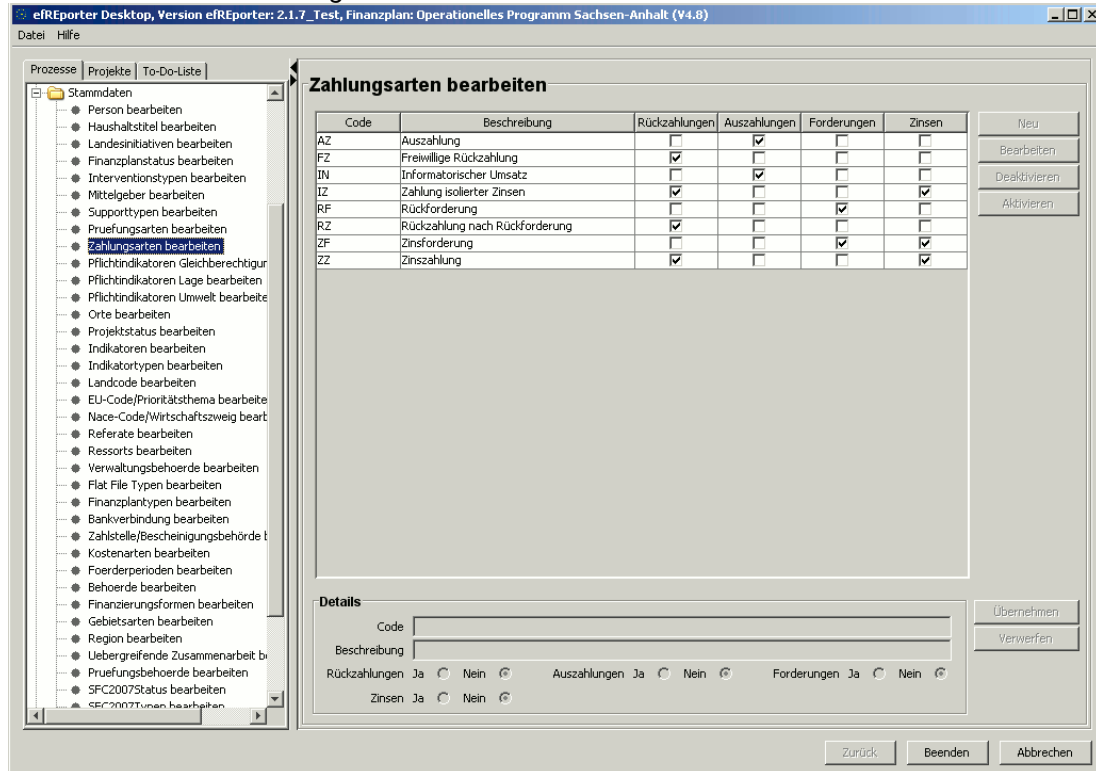 efREporter Desktop, Version efREporter: 2.1.7_Test, Finanzplan: Operationelles Programm Sachsen-Anhalt (V4.8)
Datei Hilfe
Prozesse Projekte To-Do-Liste
Stammdaten
Person bearbeiten
Haushaltstitel bearbeiten
Landesinitiativen bearbeiten
Finanzplanstatus bearbeiten
Interventionstypen bearbeiten
Mittelgeber bearbeiten
Supporttypen bearbeiten
Pruefungsarten bearbeiten
Zahlungsarten bearbeiten
Pflichtindikatoren Gleichberechtigur
Pflichtindikatoren Lage bearbeiten
Pflichtindikatoren Umwelt bearbeite
Orte bearbeiten
Projektstatus bearbeiten
Indikatoren bearbeiten
Indikatortypen bearbeiten
Landcode bearbeiten
EU-Code/Prioritätsthema bearbeite
Nace-Code/Wirtschaftszweig bearb
Referate bearbeiten
Ressorts bearbeiten
Verwaltungsbehoerde bearbeiten
Flat File Typen bearbeiten
Finanzplantypen bearbeiten
Bankverbindung bearbeiten
Zahlstelle/Bescheinigungsbehörde b
Kostenarten bearbeiten
Foerderperioden bearbeiten
Behoerde bearbeiten
Finanzierungsformen bearbeiten
Gebietsarten bearbeiten
Region bearbeiten
Uebergreifende Zusammenarbeit be
Pruefungsbehoerde bearbeiten
SFC2007Status bearbeiten
SFC2007Typen bearbeiten
Zahlungsarten bearbeiten
Code Beschreibung Rückzahlungen Auszahlungen Forderungen Zinsen
AZ Auszahlung
FZ Freiwillige Rückzahlung
IN Informatorischer Umsatz
IZ Zahlung isolierter Zinsen
RF Rückforderung
RZ Rückzahlung nach Rückforderung
ZF Zinsforderung
ZZ Zinszahlung
Neu
Bearbeiten
Deaktivieren
Aktivieren
Details
Code
Beschreibung
Rückzahlungen Ja Nein Auszahlungen Ja Nein Forderungen Ja Nein
Zinsen Ja Nein
Übernehmen
Verwerfen
Zurück Beenden Abbrechen